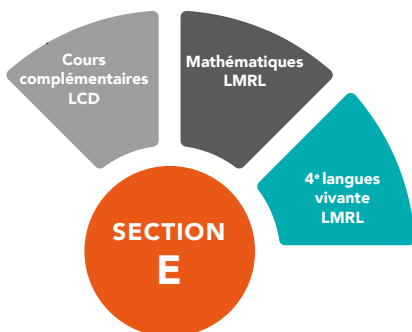 Cours
complémentaires
LCD
Mathématiques
LMRL
4e langues
vivante
LMRL
SECTION
E